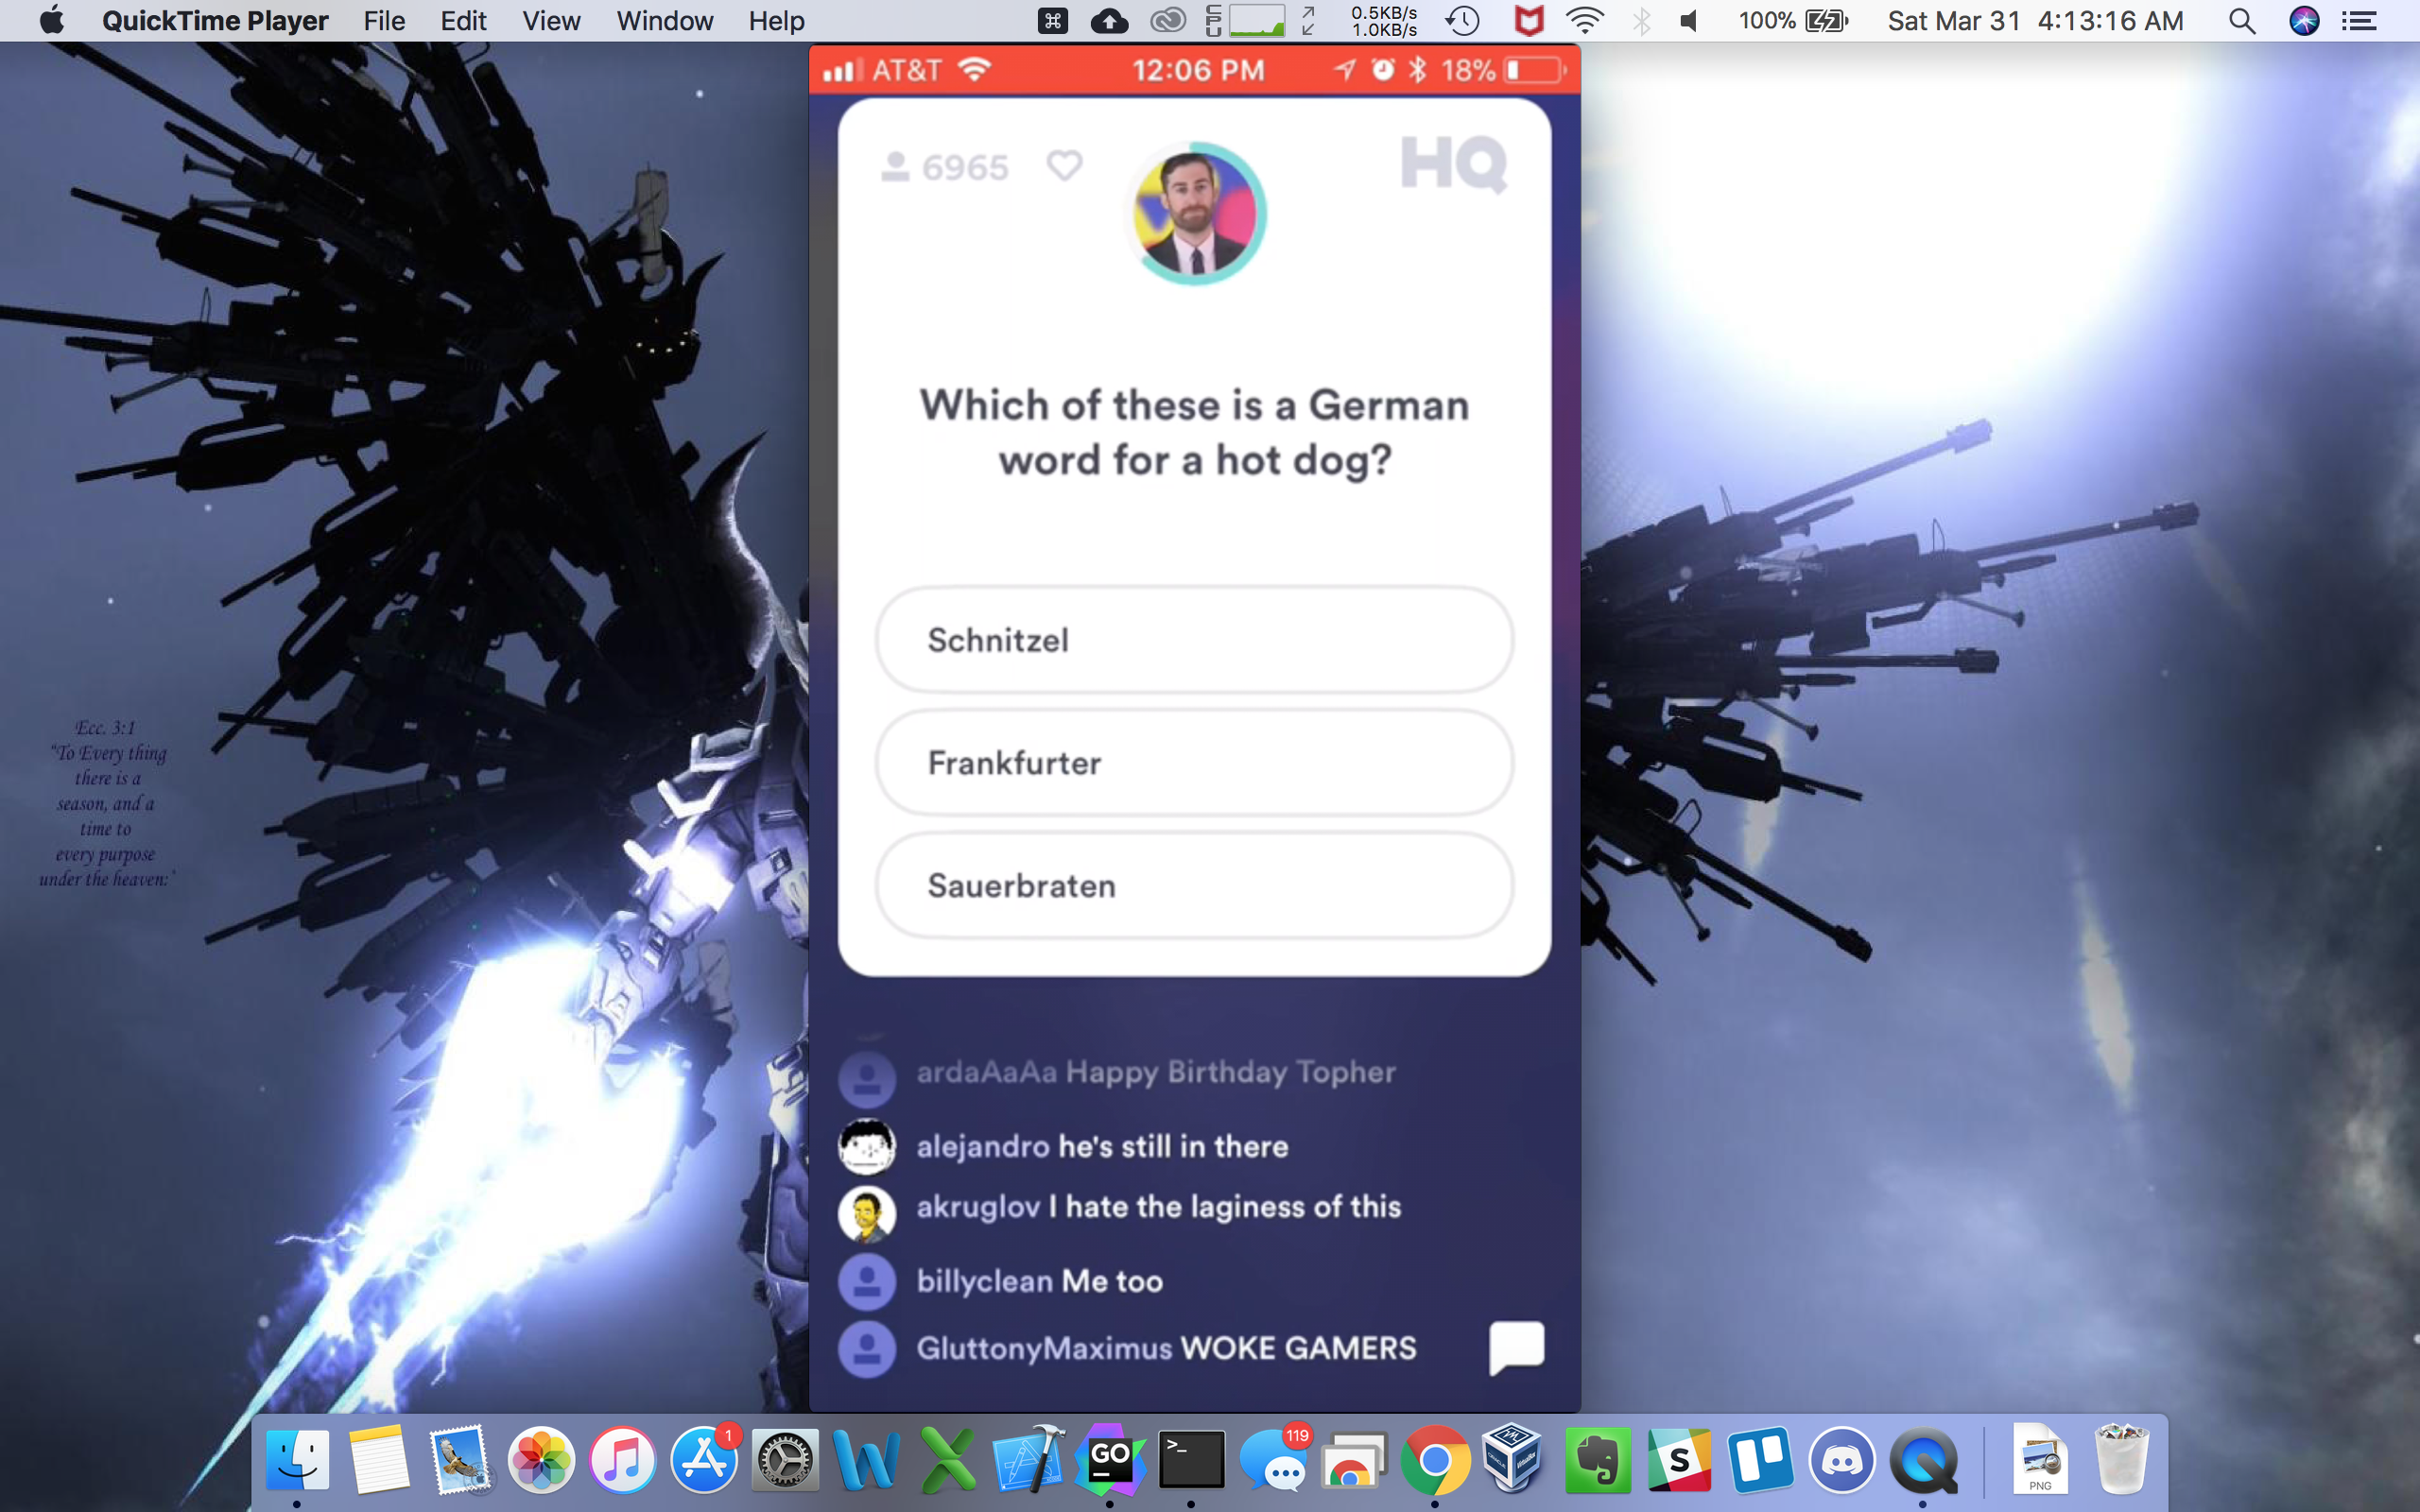 QuickTime Player File Edit View Window Help
CPU 0.5KB/s 100% Sat Mar 31 4:13:16 AM
1.0KB/s
AT&T 12:06 PM 18%
6965 HQ
Which of these is a German
word for a hot dog?
Schnitzel
Frankfurter
Sauerbraten
Ecc. 3:1
"To Every thing
there is a
season, and a
time to
every purpose
under the heaven:"
ardaAaAa Happy Birthday Topher
alejandro he's still in there
akruglov I hate the laginess of this
billyclean Me too
GluttonyMaximus WOKE GAMERS
1
GO
>_
119
S
PNG